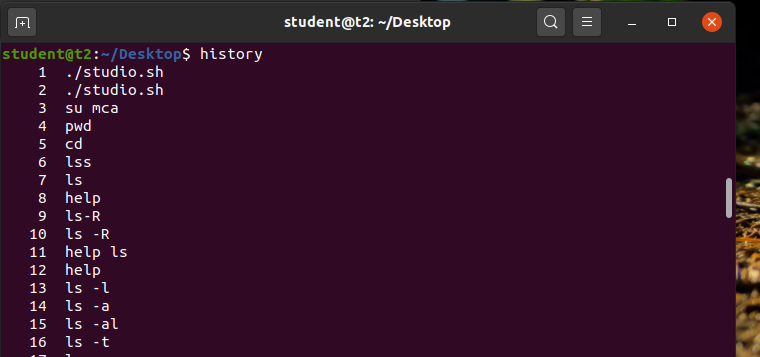 student@t2: ~/Desktop
student@t2:~/Desktop$ history
1 ./studio.sh
2 ./studio.sh
3 su mca
4 pwd
5 cd
6 lss
7 ls
8 help
9 ls-R
10 ls -R
11 help ls
12 help
13 ls -l
14 ls -a
15 ls -al
16 ls -t